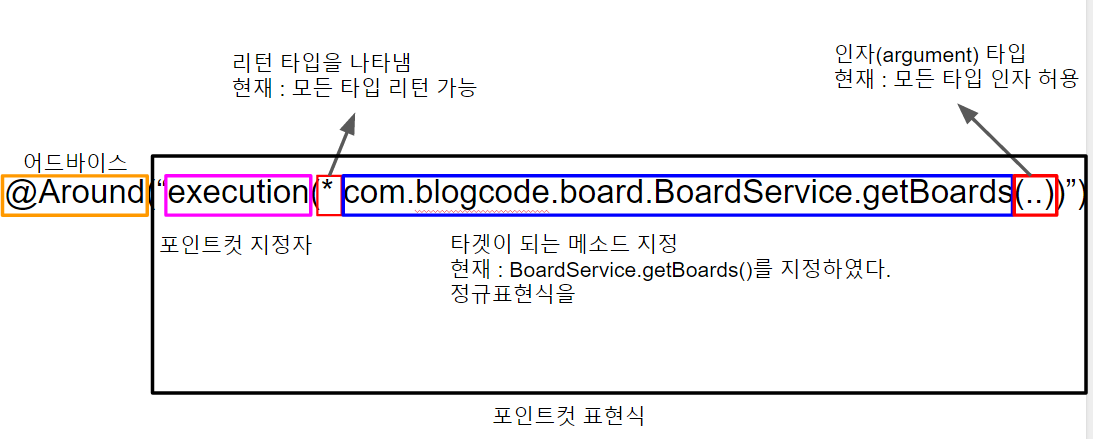 리턴 타입을 나타냄
현재 : 모든 타입 리턴 가능
인자(argument) 타입
현재 : 모든 타입 인자 허용
어드바이스
@Around(“execution(* com.blogcode.board.BoardService.getBoards(..))”)
포인트컷 지정자
타겟이 되는 메소드 지정
현재 : BoardService.getBoards()를 지정하였다.
정규표현식을
포인트컷 표현식